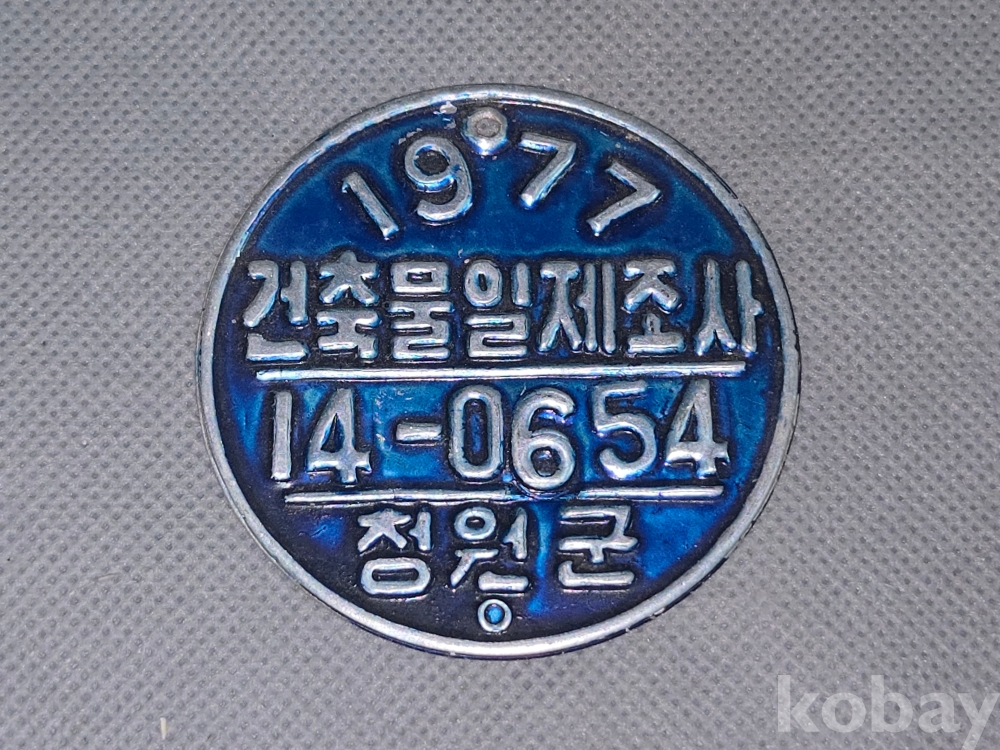 1977
건축물일제조사
14-0654
청원군
kobay